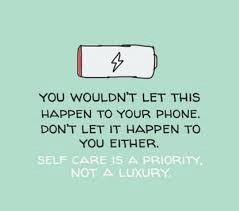 YOU WOULDN'T LET THIS
HAPPEN TO YOUR PHONE.
DON'T LET IT HAPPEN TO
YOU EITHER.
SELF CARE IS A PRIORITY,
NOT A LUXURY.